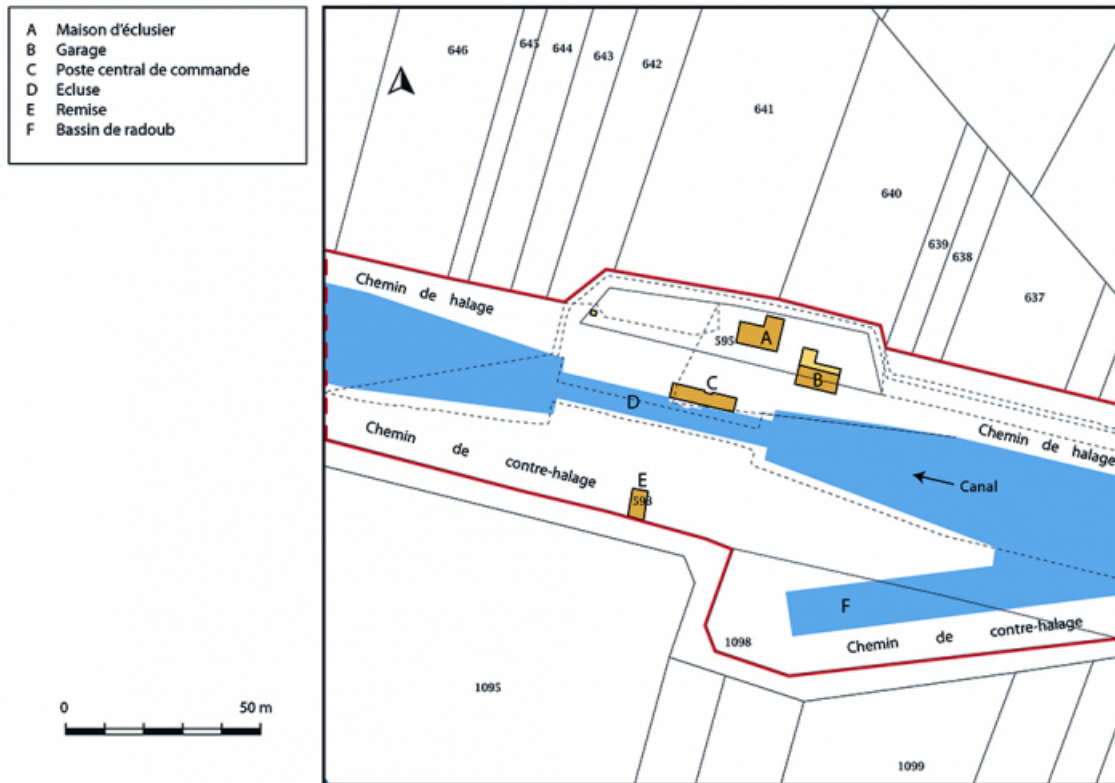 A Maison d'éclusier
B Garage
C Poste central de commande
D Ecluse
E Remise
F Bassin de radoub
646
645
644
643
642
641
640
639
638
637
Chemin de halage
595
A
B
C
D
Chemin de halage
Chemin de contre-halage
E
593
Canal
F
Chemin de contre-halage
1098
1095
1099
0 50 m